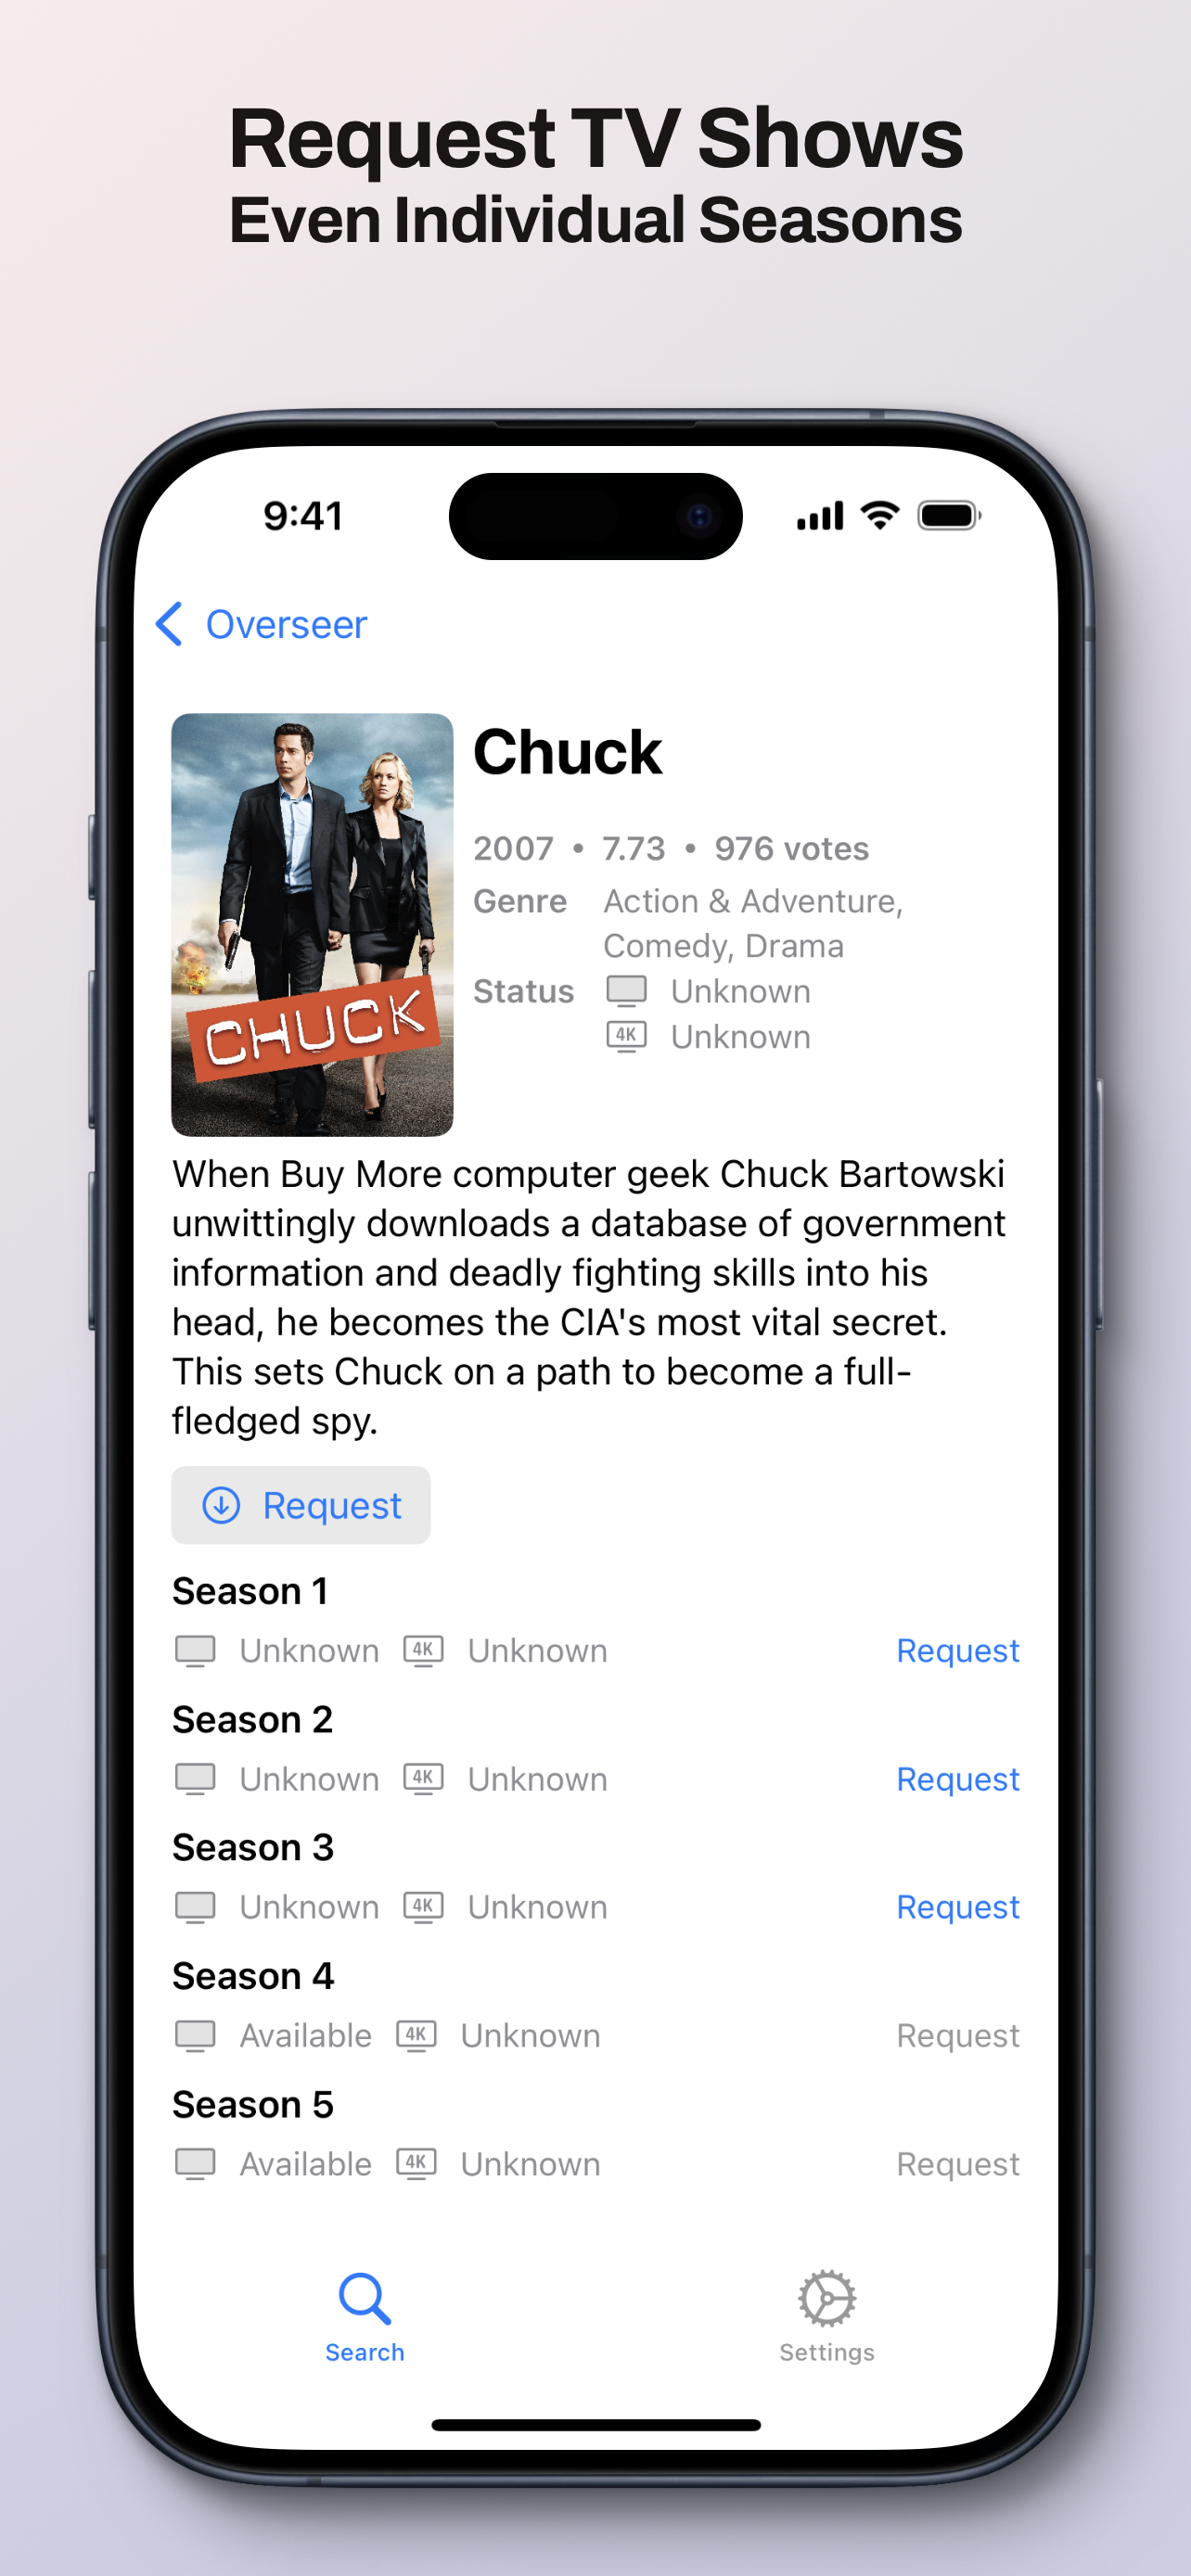 Request TV Shows
Even Individual Seasons
9:41
Overseer
Chuck
2007 • 7.73 • 976 votes
Genre Action & Adventure,
Comedy, Drama
Status Unknown
4K Unknown
CHUCK
When Buy More computer geek Chuck Bartowski
unwittingly downloads a database of government
information and deadly fighting skills into his
head, he becomes the CIA's most vital secret.
This sets Chuck on a path to become a full-
fledged spy.
Request
Season 1
Unknown 4K Unknown Request
Season 2
Unknown 4K Unknown Request
Season 3
Unknown 4K Unknown Request
Season 4
Available 4K Unknown Request
Season 5
Available 4K Unknown Request
Search Settings